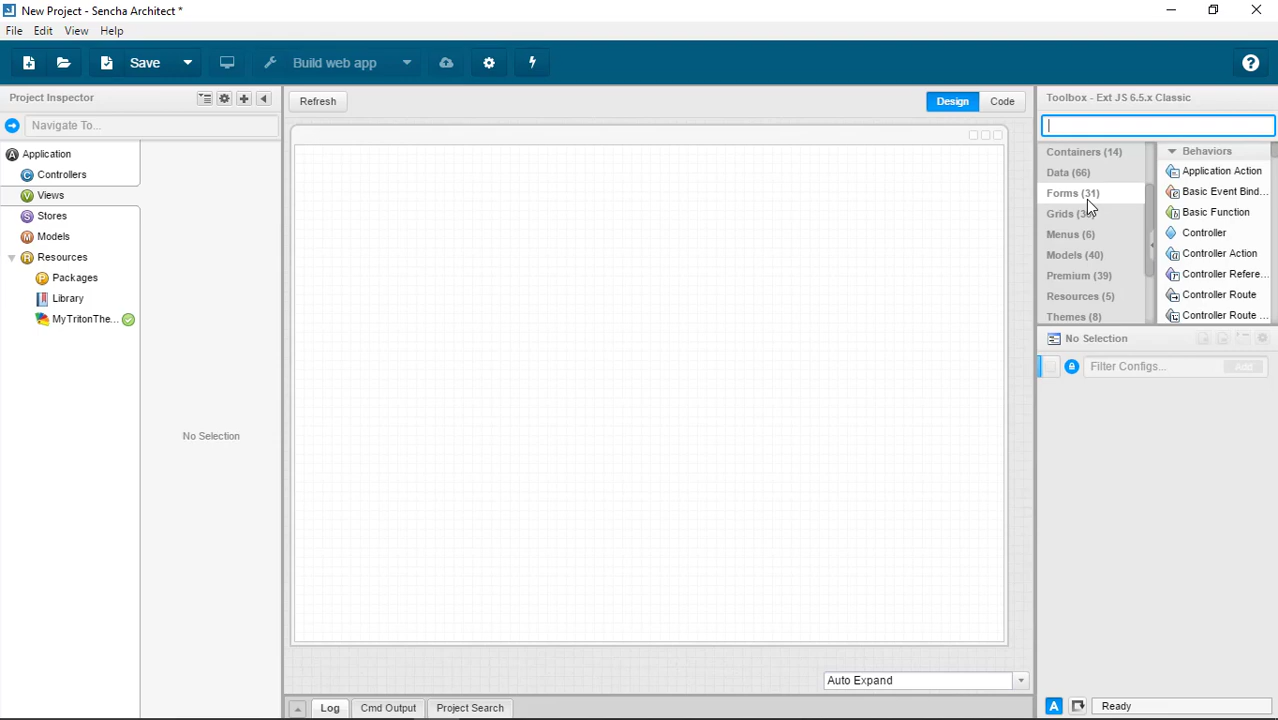 New Project - Sencha Architect *
File Edit View Help
Save Build web app
Project Inspector
Navigate To...
Application
Controllers
Views
Stores
Models
Resources
Packages
Library
MyTritonThe...
No Selection
Refresh
Design Code
Auto Expand
Log Cmd Output Project Search
Toolbox - Ext JS 6.5.x Classic
Containers (14)
Data (66)
Forms (31)
Grids
Menus (6)
Models (40)
Premium (39)
Resources (5)
Themes (8)
Behaviors
Application Action
Basic Event Bind...
Basic Function
Controller
Controller Action
Controller Refere...
Controller Route
Controller Route ...
No Selection
Filter Configs... Add
Ready